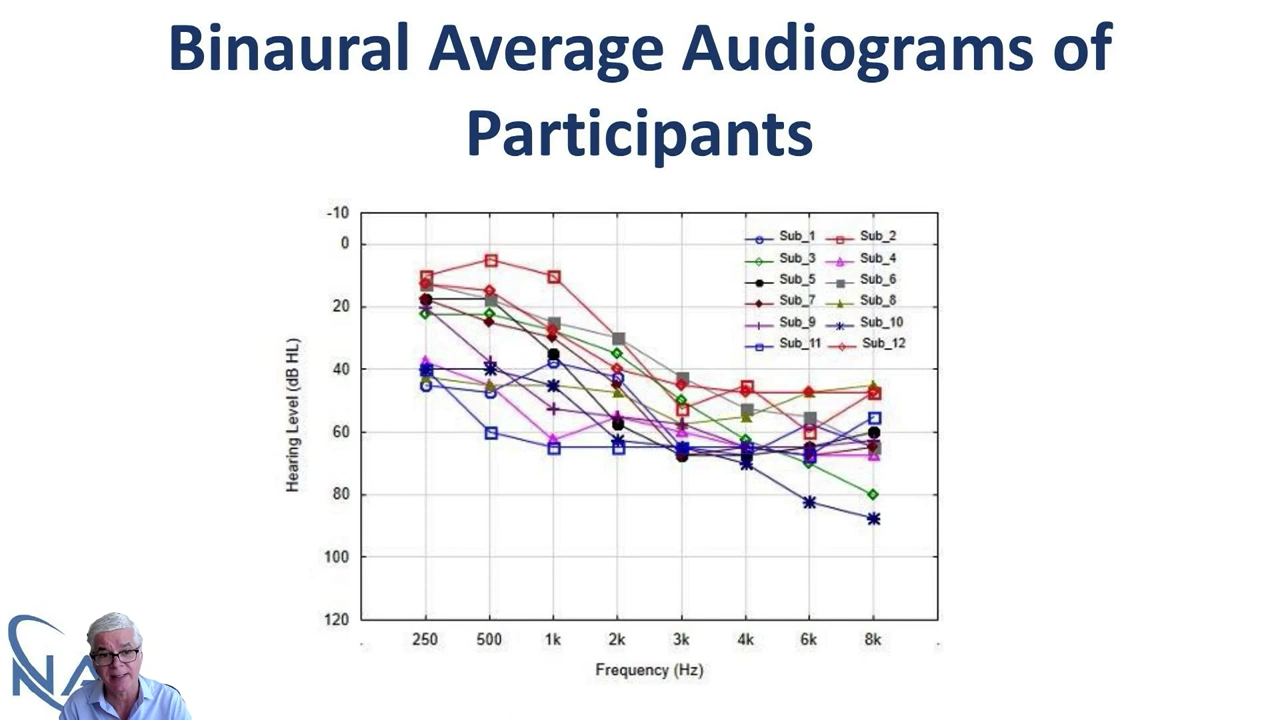 Binaural Average Audiograms of
Participants
-10
0
20
40
60
80
100
120
Hearing Level (dB HL)
Sub_1 Sub_2
Sub_3 Sub_4
Sub_5 Sub_6
Sub_7 Sub_8
Sub_9 Sub_10
Sub_11 Sub_12
250 500 1k 2k 3k 4k 6k 8k
Frequency (Hz)
NA